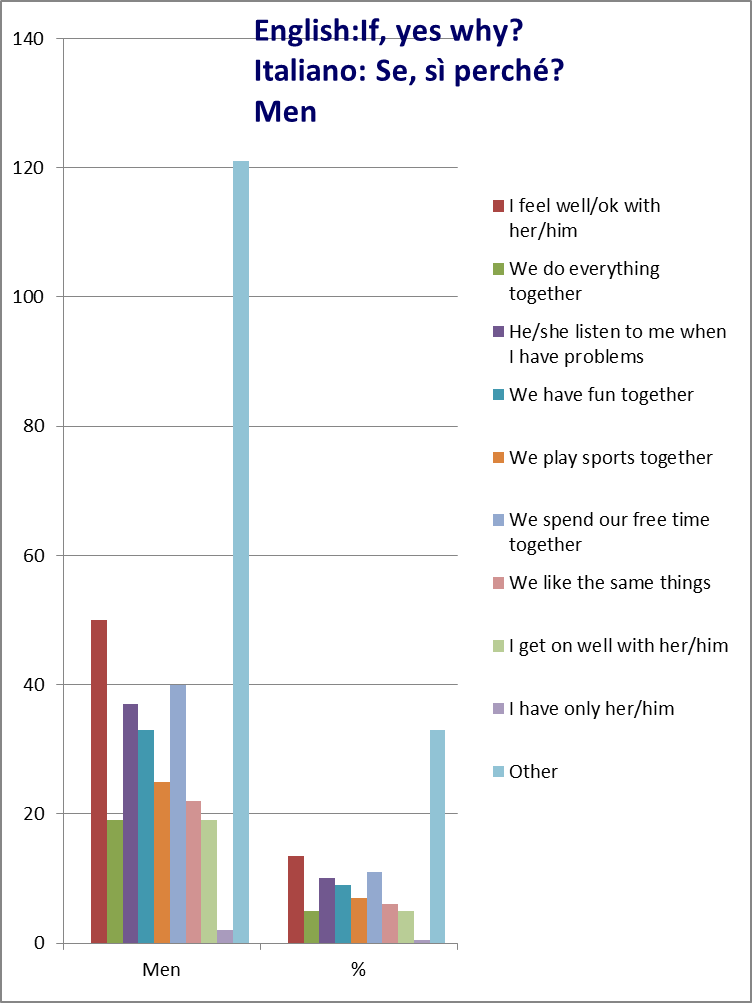 English:If, yes why?
Italiano: Se, sì perché?
Men
140
120
100
80
60
40
20
0
Men
%
I feel well/ok with
her/him
We do everything
together
He/she listen to me when
I have problems
We have fun together
We play sports together
We spend our free time
together
We like the same things
I get on well with her/him
I have only her/him
Other